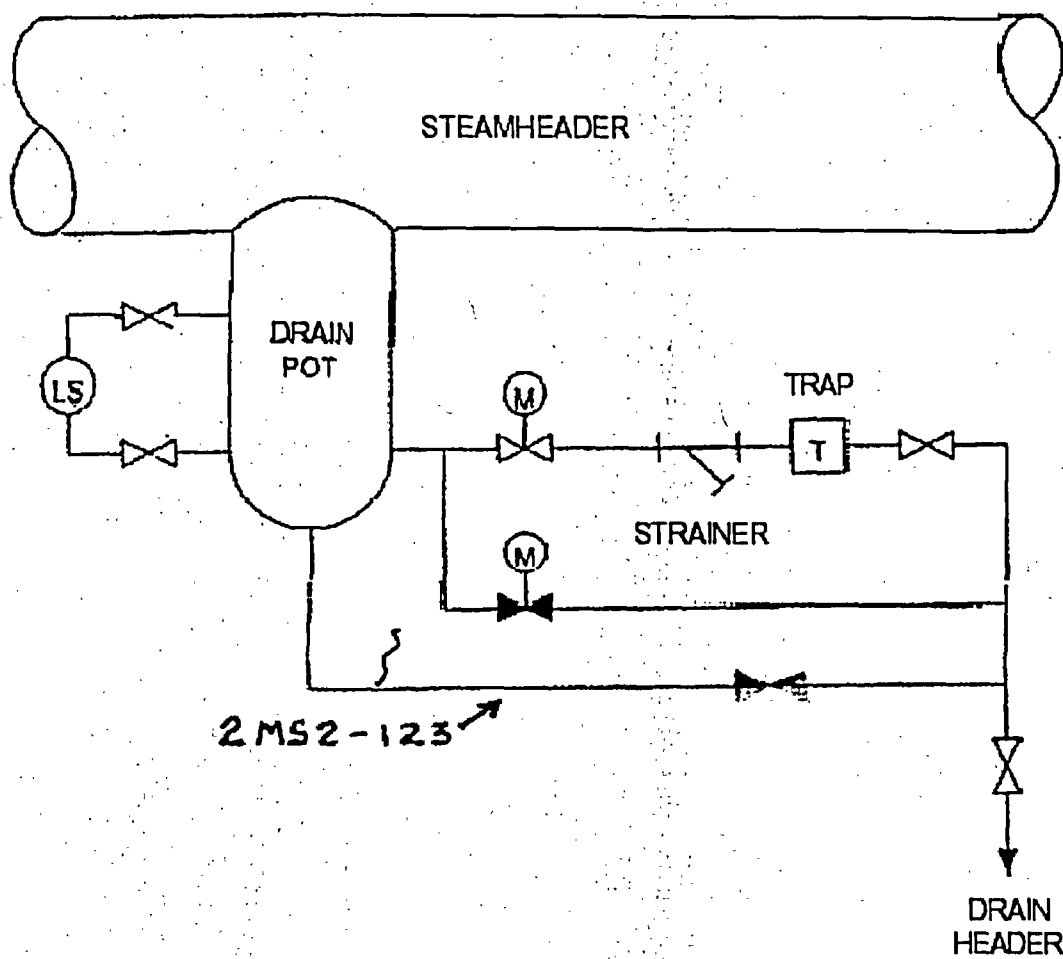 STEAMHEADER
DRAIN
POT
LS
M
TRAP
T
STRAINER
M
2MS2-123
DRAIN
HEADER